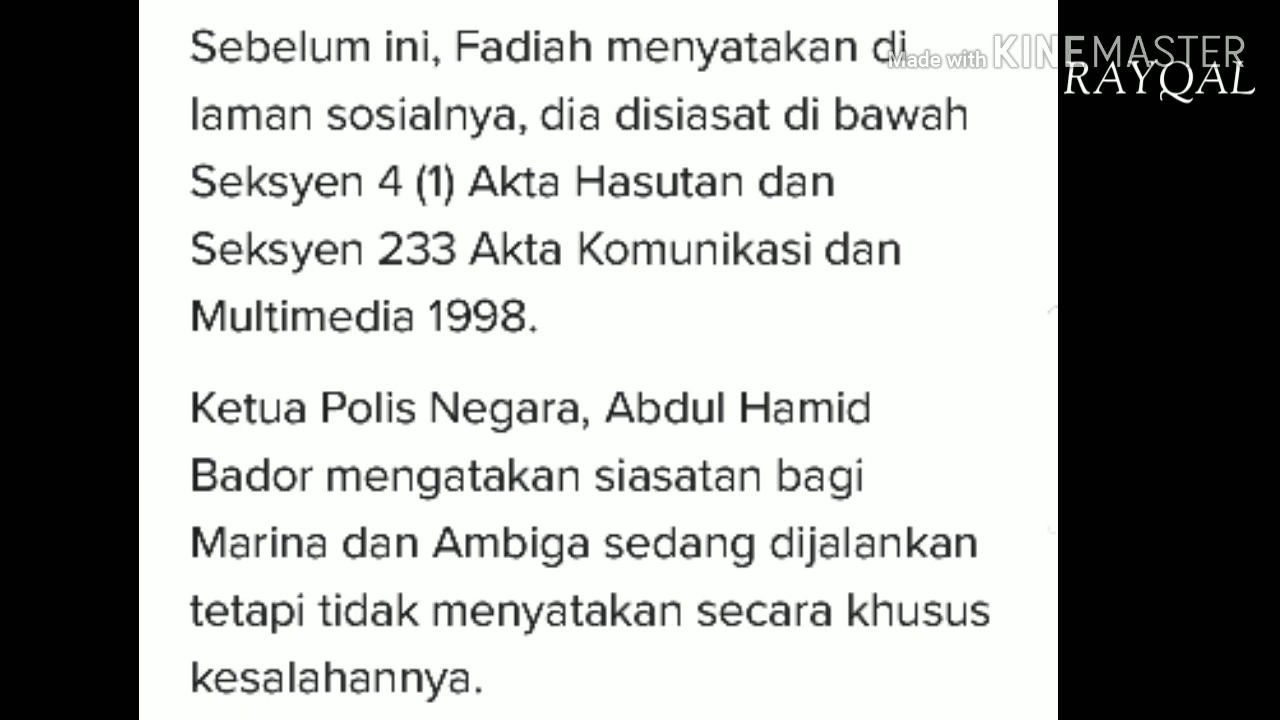 Sebelum ini, Fadiah menyatakan di
Made with KINEMASTER
RAYQAL
laman sosialnya, dia disiasat di bawah
Seksyen 4 (1) Akta Hasutan dan
Seksyen 233 Akta Komunikasi dan
Multimedia 1998.
Ketua Polis Negara, Abdul Hamid
Bador mengatakan siasatan bagi
Marina dan Ambiga sedang dijalankan
tetapi tidak menyatakan secara khusus
kesalahannya.